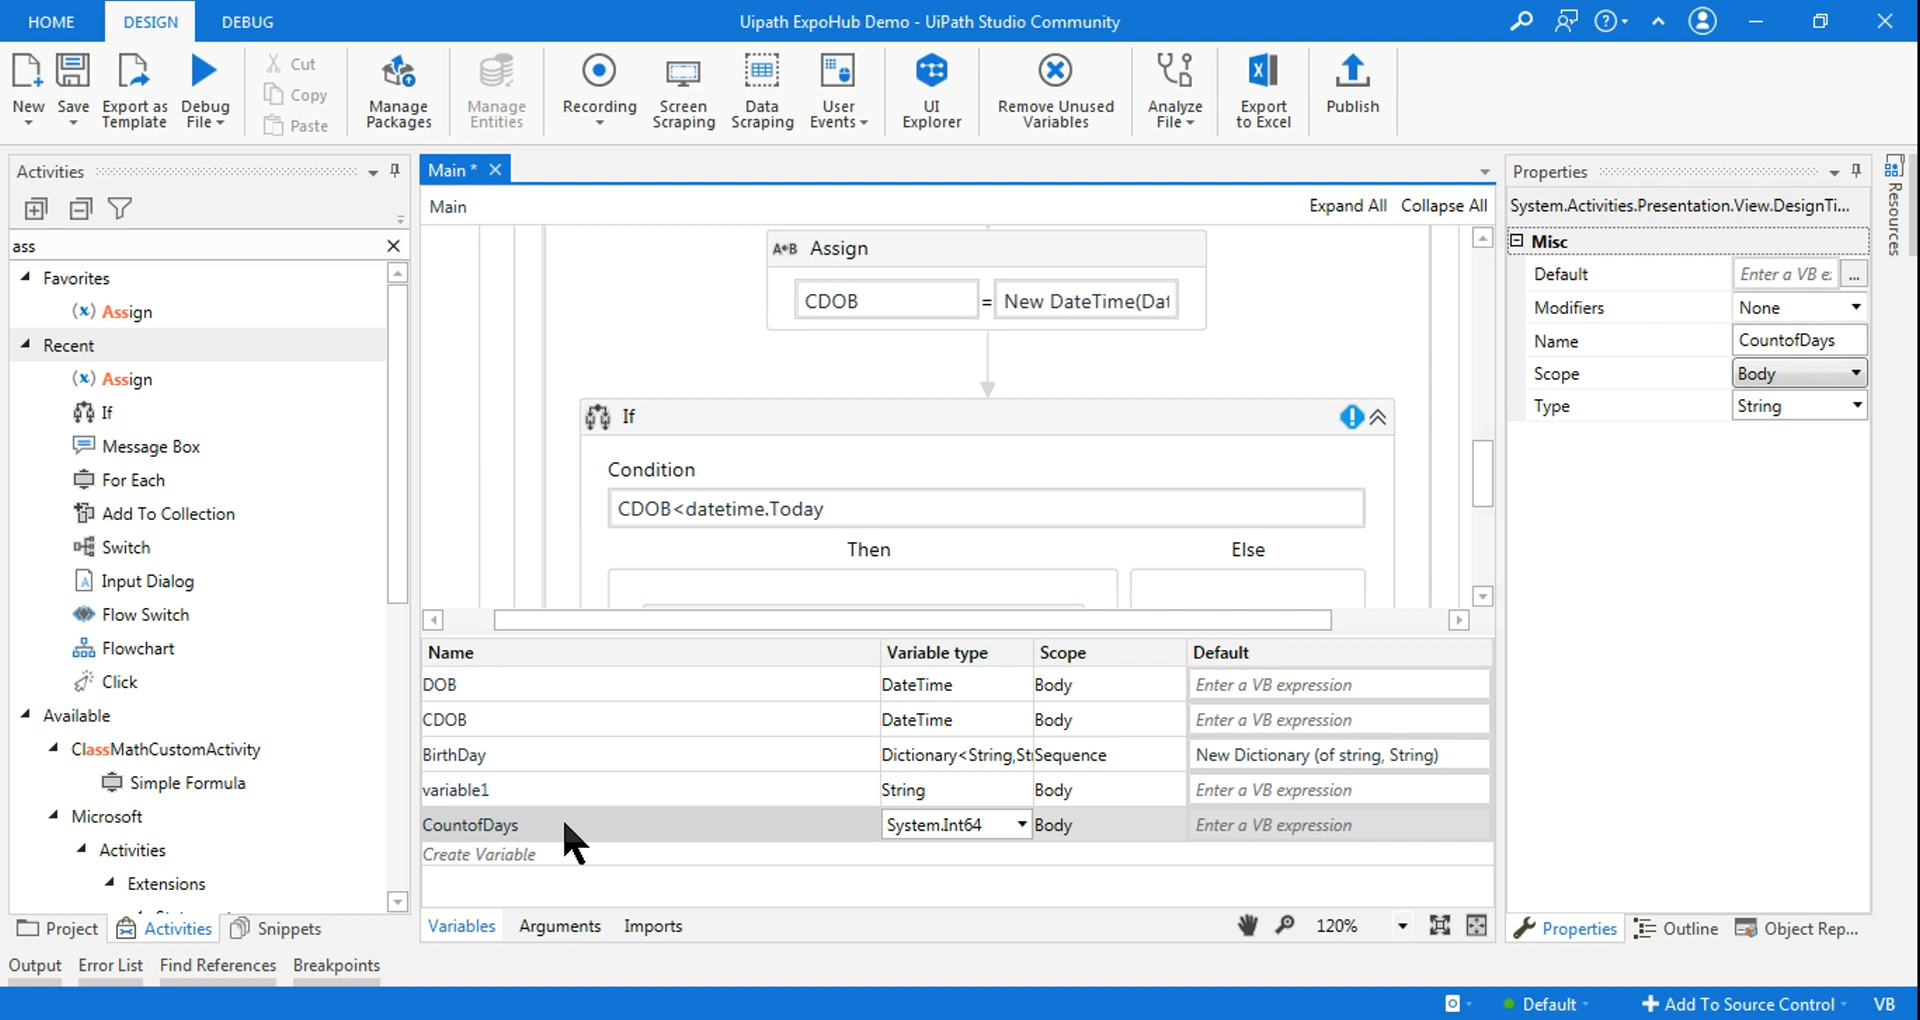 HOME DESIGN DEBUG Uipath ExpoHub Demo - UiPath Studio Community
New Save Export as Template Debug File Cut Copy Paste Manage Packages Manage Entities Recording Screen Scraping Data Scraping User Events UI Explorer Remove Unused Variables Analyze File Export to Excel Publish
Activities
ass
Favorites
(x) Assign
Recent
(x) Assign
If
Message Box
For Each
Add To Collection
Switch
Input Dialog
Flow Switch
Flowchart
Click
Available
ClassMathCustomActivity
Simple Formula
Microsoft
Activities
Extensions
Project Activities Snippets
Main *
Main Expand All Collapse All
A*B Assign
CDOB = New DateTime(Dat
If
Condition
CDOB<datetime.Today
Then Else
Name Variable type Scope Default
DOB DateTime Body Enter a VB expression
CDOB DateTime Body Enter a VB expression
BirthDay Dictionary<String,Str Sequence New Dictionary (of string, String)
variable1 String Body Enter a VB expression
CountofDays System.Int64 Body Enter a VB expression
Create Variable
Variables Arguments Imports 120%
Properties
System.Activities.Presentation.View.DesignTi...
Misc
Default Enter a VB e: ...
Modifiers None
Name CountofDays
Scope Body
Type String
Properties Outline Object Rep...
Resources
Output Error List Find References Breakpoints
Default Add To Source Control VB